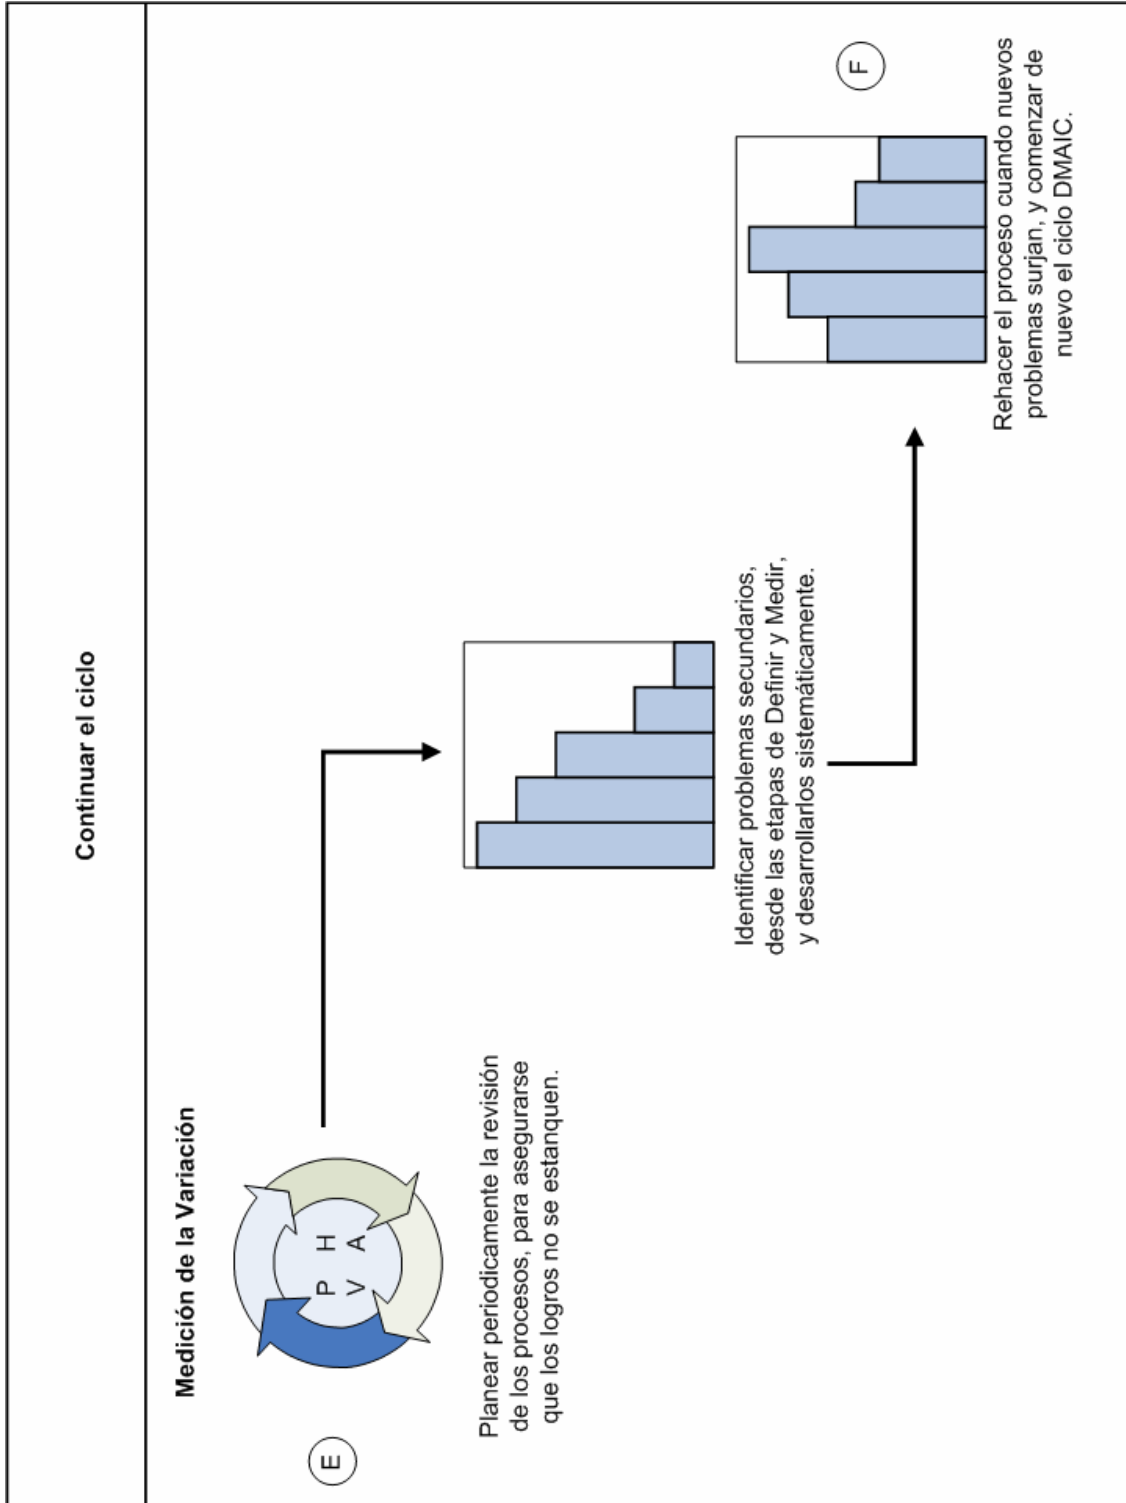 Continuar el ciclo
Medición de la Variación
E
P H
V A
Planear periodicamente la revisión
de los procesos, para asegurarse
que los logros no se estanquen.
Identificar problemas secundarios,
desde las etapas de Definir y Medir,
y desarrollarlos sistemáticamente.
F
Rehacer el proceso cuando nuevos
problemas surjan, y comenzar de
nuevo el ciclo DMAIC.